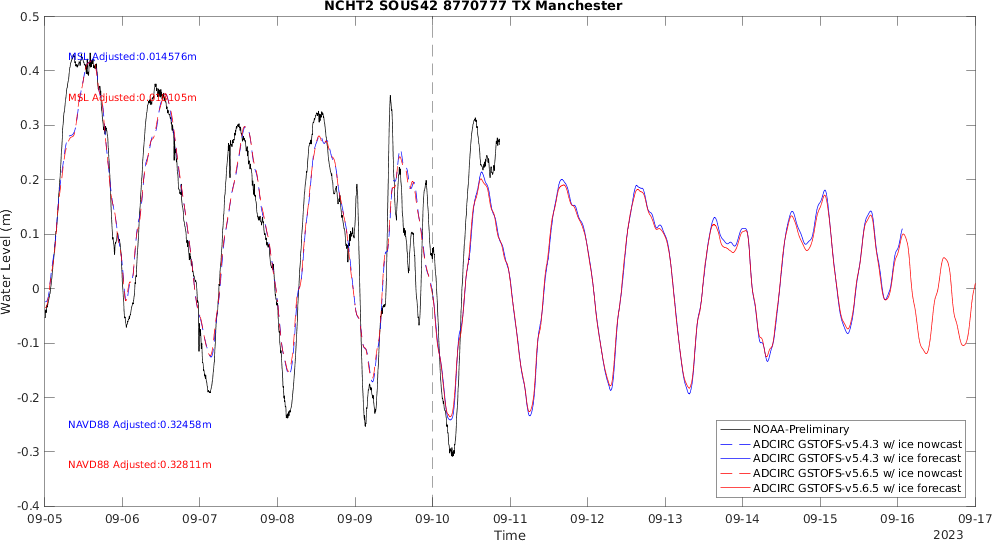 NCHT2 SOUS42 8770777 TX Manchester
0.5
0.4
0.3
0.2
0.1
0
-0.1
-0.2
-0.3
-0.4
Water Level (m)
MSL Adjusted:0.014576m
MSL Adjusted:0.0
105m
NAVD88 Adjusted:0.32458m
NAVD88 Adjusted:0.32811m
NOAA-Preliminary
ADCIRC GSTOFS-v5.4.3 w/ ice nowcast
ADCIRC GSTOFS-v5.4.3 w/ ice forecast
ADCIRC GSTOFS-v5.6.5 w/ ice nowcast
ADCIRC GSTOFS-v5.6.5 w/ ice forecast
09-05 09-06 09-07 09-08 09-09 09-10 09-11 09-12 09-13 09-14 09-15 09-16 09-17
Time
2023